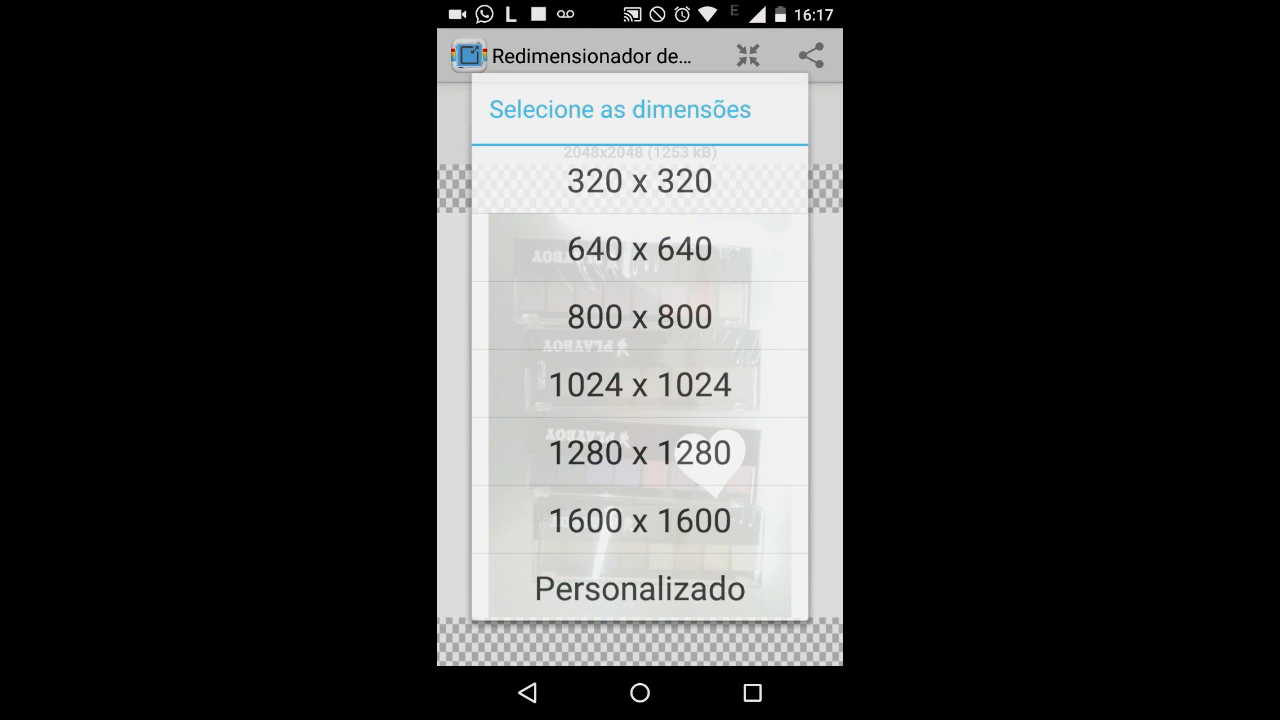 L
E
16:17
Redimensionador de...
Selecione as dimensões
2048x2048 (1253 kB)
320 x 320
640 x 640
PLAYBOY
800 x 800
PLAYBOY
1024 x 1024
PLAYBOY
1280 x 1280
1600 x 1600
Personalizado